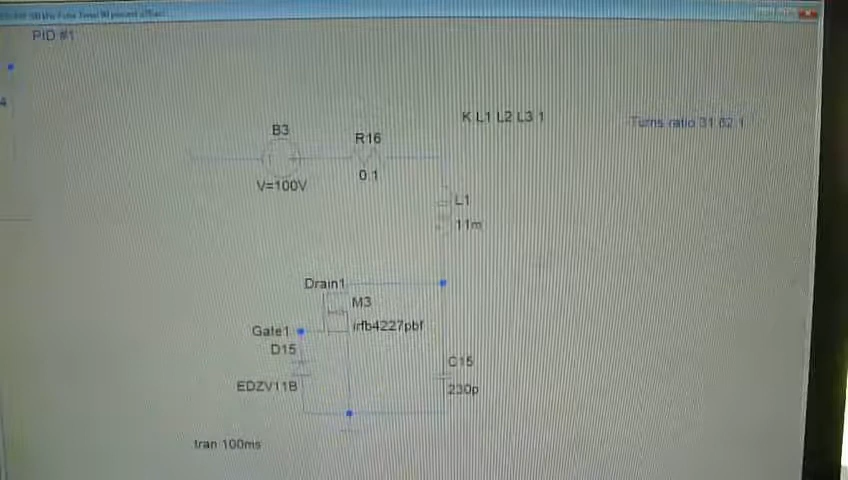 PID #1
4
B3
R16
K L1 L2 L3 1
Turns ratio 31.62:1
V=100V
0.1
L1
11m
Drain1
M3
irfb4227pbf
Gate1
D15
C15
EDZV11B
230p
tran 100ms